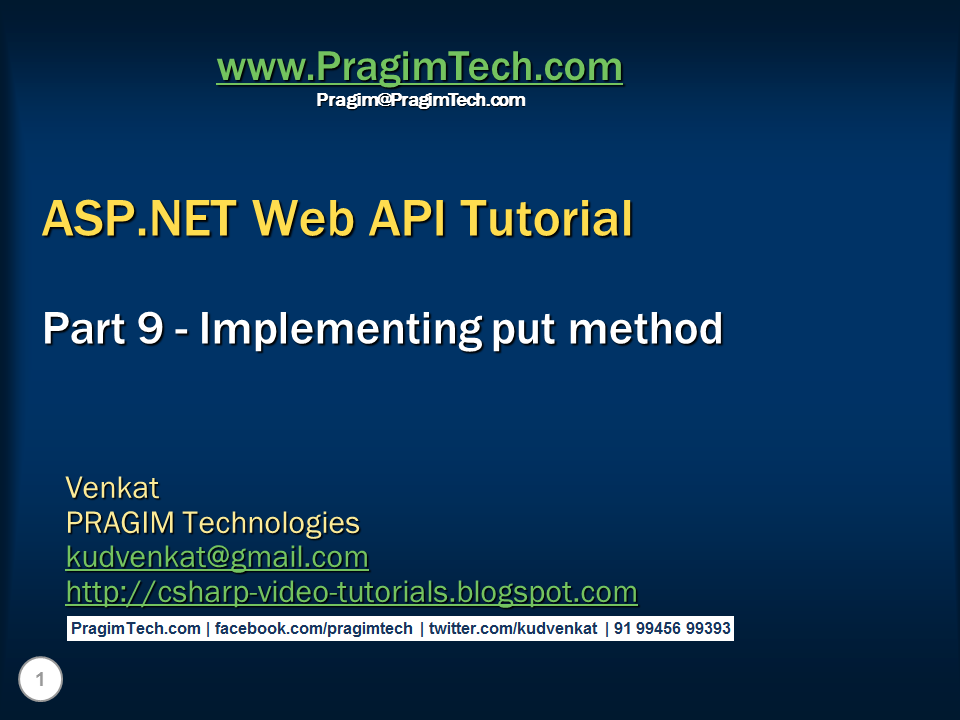 www.PragimTech.com
Pragim@PragimTech.com
ASP.NET Web API Tutorial
Part 9 - Implementing put method
Venkat
PRAGIM Technologies
kudvenkat@gmail.com
http://csharp-video-tutorials.blogspot.com
PragimTech.com | facebook.com/pragimtech | twitter.com/kudvenkat | 91 99456 99393
1